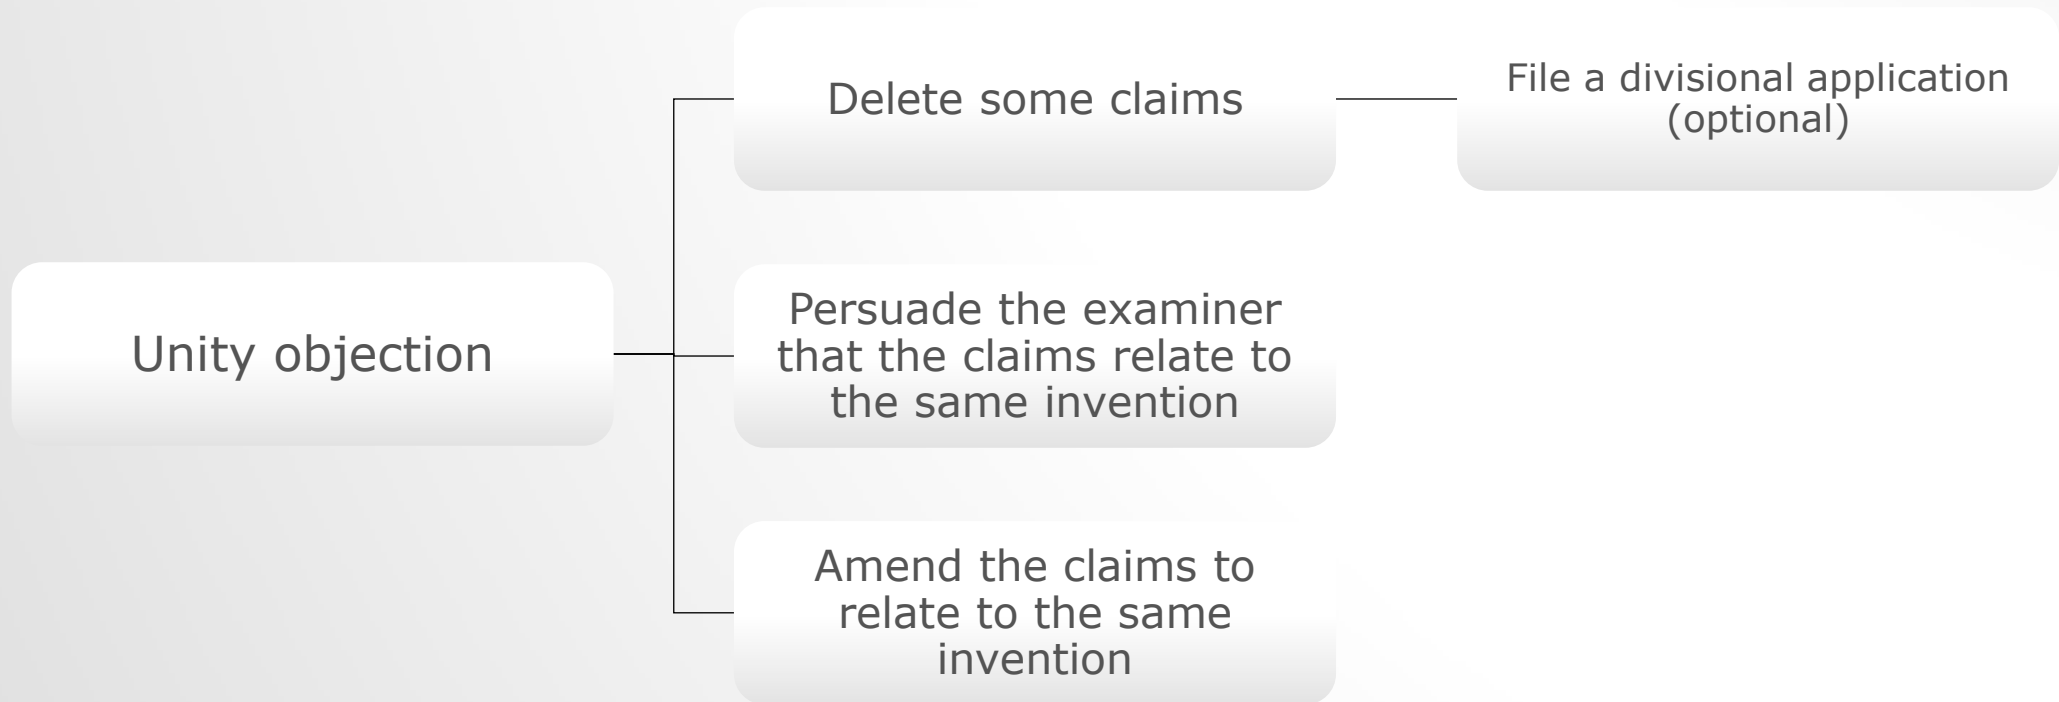 Unity objection
Delete some claims
File a divisional application
(optional)
Persuade the examiner
that the claims relate to
the same invention
Amend the claims to
relate to the same
invention